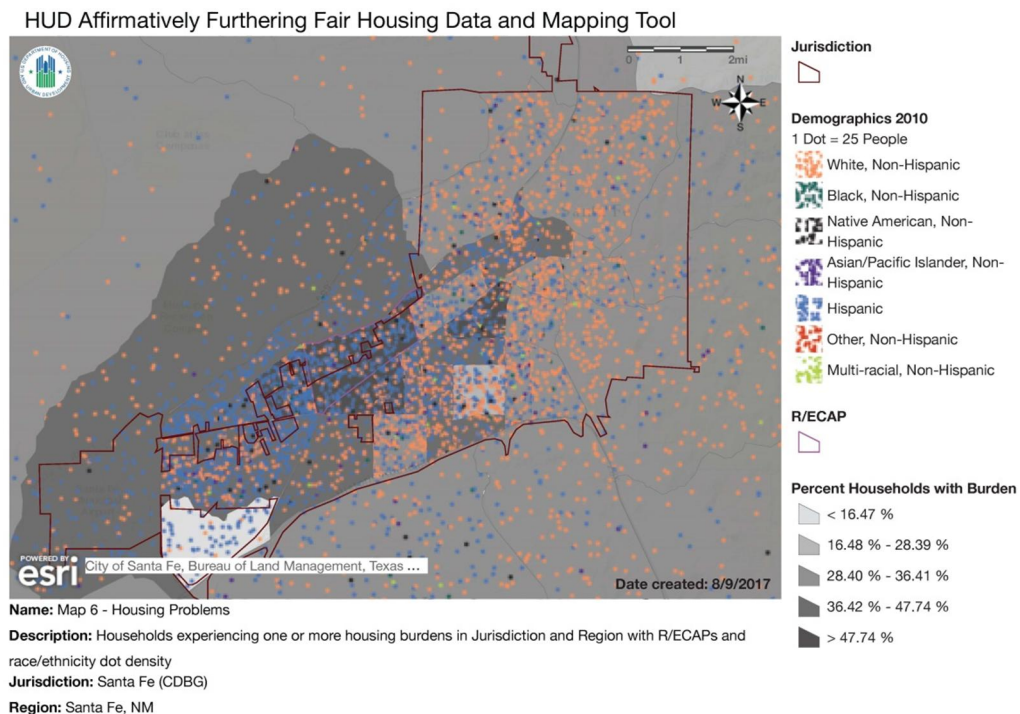 HUD Affirmatively Furthering Fair Housing Data and Mapping Tool
0 1 2mi
N
W E
S
Jurisdiction
Demographics 2010
1 Dot = 25 People
White, Non-Hispanic
Black, Non-Hispanic
Native American, Non-
Hispanic
Asian/Pacific Islander, Non-
Hispanic
Hispanic
Other, Non-Hispanic
Multi-racial, Non-Hispanic
R/ECAP
Percent Households with Burden
< 16.47 %
16.48 % - 28.39 %
28.40 % - 36.41 %
36.42 % - 47.74 %
> 47.74 %
POWERED BY
esri
City of Santa Fe, Bureau of Land Management, Texas ...
Date created: 8/9/2017
Name: Map 6 - Housing Problems
Description: Households experiencing one or more housing burdens in Jurisdiction and Region with R/ECAPs and
race/ethnicity dot density
Jurisdiction: Santa Fe (CDBG)
Region: Santa Fe, NM